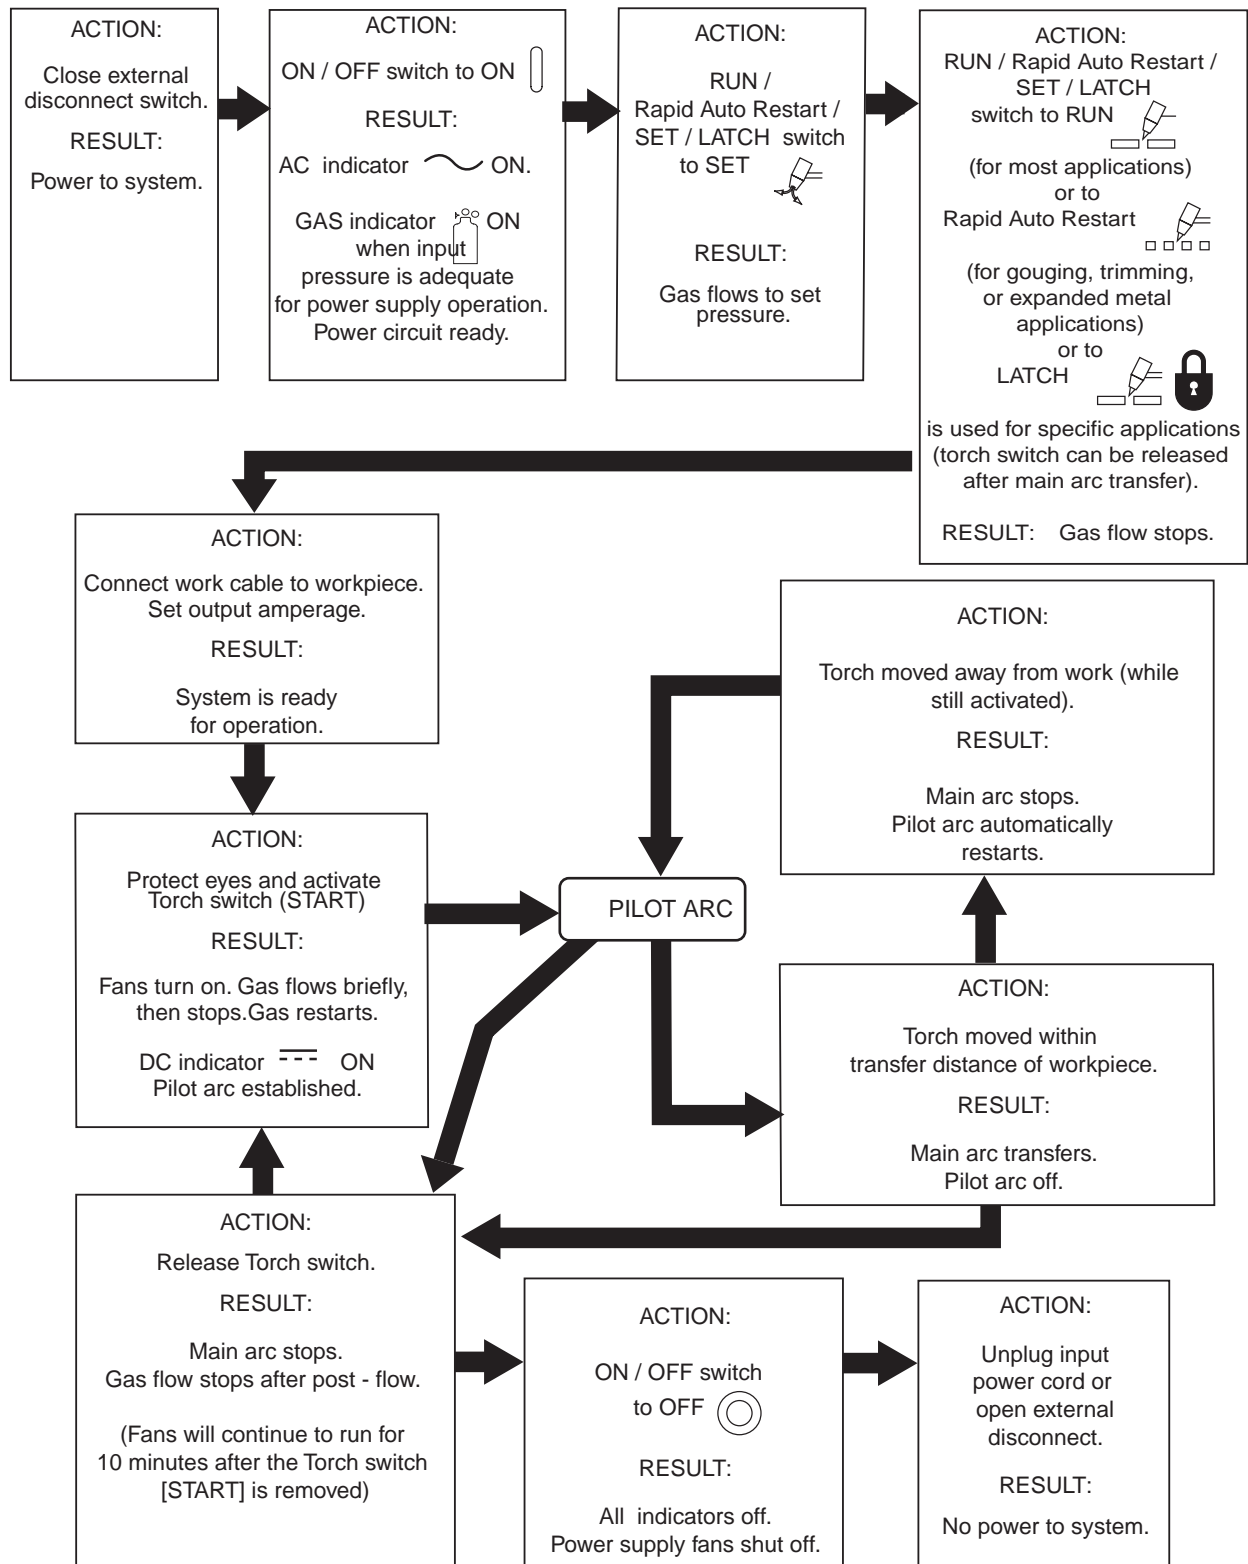 ACTION:
Close external
disconnect switch.
RESULT:
Power to system.
ACTION:
ON / OFF switch to ON
RESULT:
AC indicator ON.
GAS indicator ON
when input
pressure is adequate
for power supply operation.
Power circuit ready.
ACTION:
RUN /
Rapid Auto Restart /
SET / LATCH switch
to SET
RESULT:
Gas flows to set
pressure.
ACTION:
RUN / Rapid Auto Restart /
SET / LATCH
switch to RUN
(for most applications)
or to
Rapid Auto Restart
(for gouging, trimming,
or expanded metal
applications)
or to
LATCH
is used for specific applications
(torch switch can be released
after main arc transfer).
RESULT: Gas flow stops.
ACTION:
Connect work cable to workpiece.
Set output amperage.
RESULT:
System is ready
for operation.
ACTION:
Protect eyes and activate
Torch switch (START)
RESULT:
Fans turn on. Gas flows briefly,
then stops.Gas restarts.
DC indicator ON
Pilot arc established.
PILOT ARC
ACTION:
Torch moved away from work (while
still activated).
RESULT:
Main arc stops.
Pilot arc automatically
restarts.
ACTION:
Torch moved within
transfer distance of workpiece.
RESULT:
Main arc transfers.
Pilot arc off.
ACTION:
Release Torch switch.
RESULT:
Main arc stops.
Gas flow stops after post - flow.
(Fans will continue to run for
10 minutes after the Torch switch
[START] is removed)
ACTION:
ON / OFF switch
to OFF
RESULT:
All indicators off.
Power supply fans shut off.
ACTION:
Unplug input
power cord or
open external
disconnect.
RESULT:
No power to system.